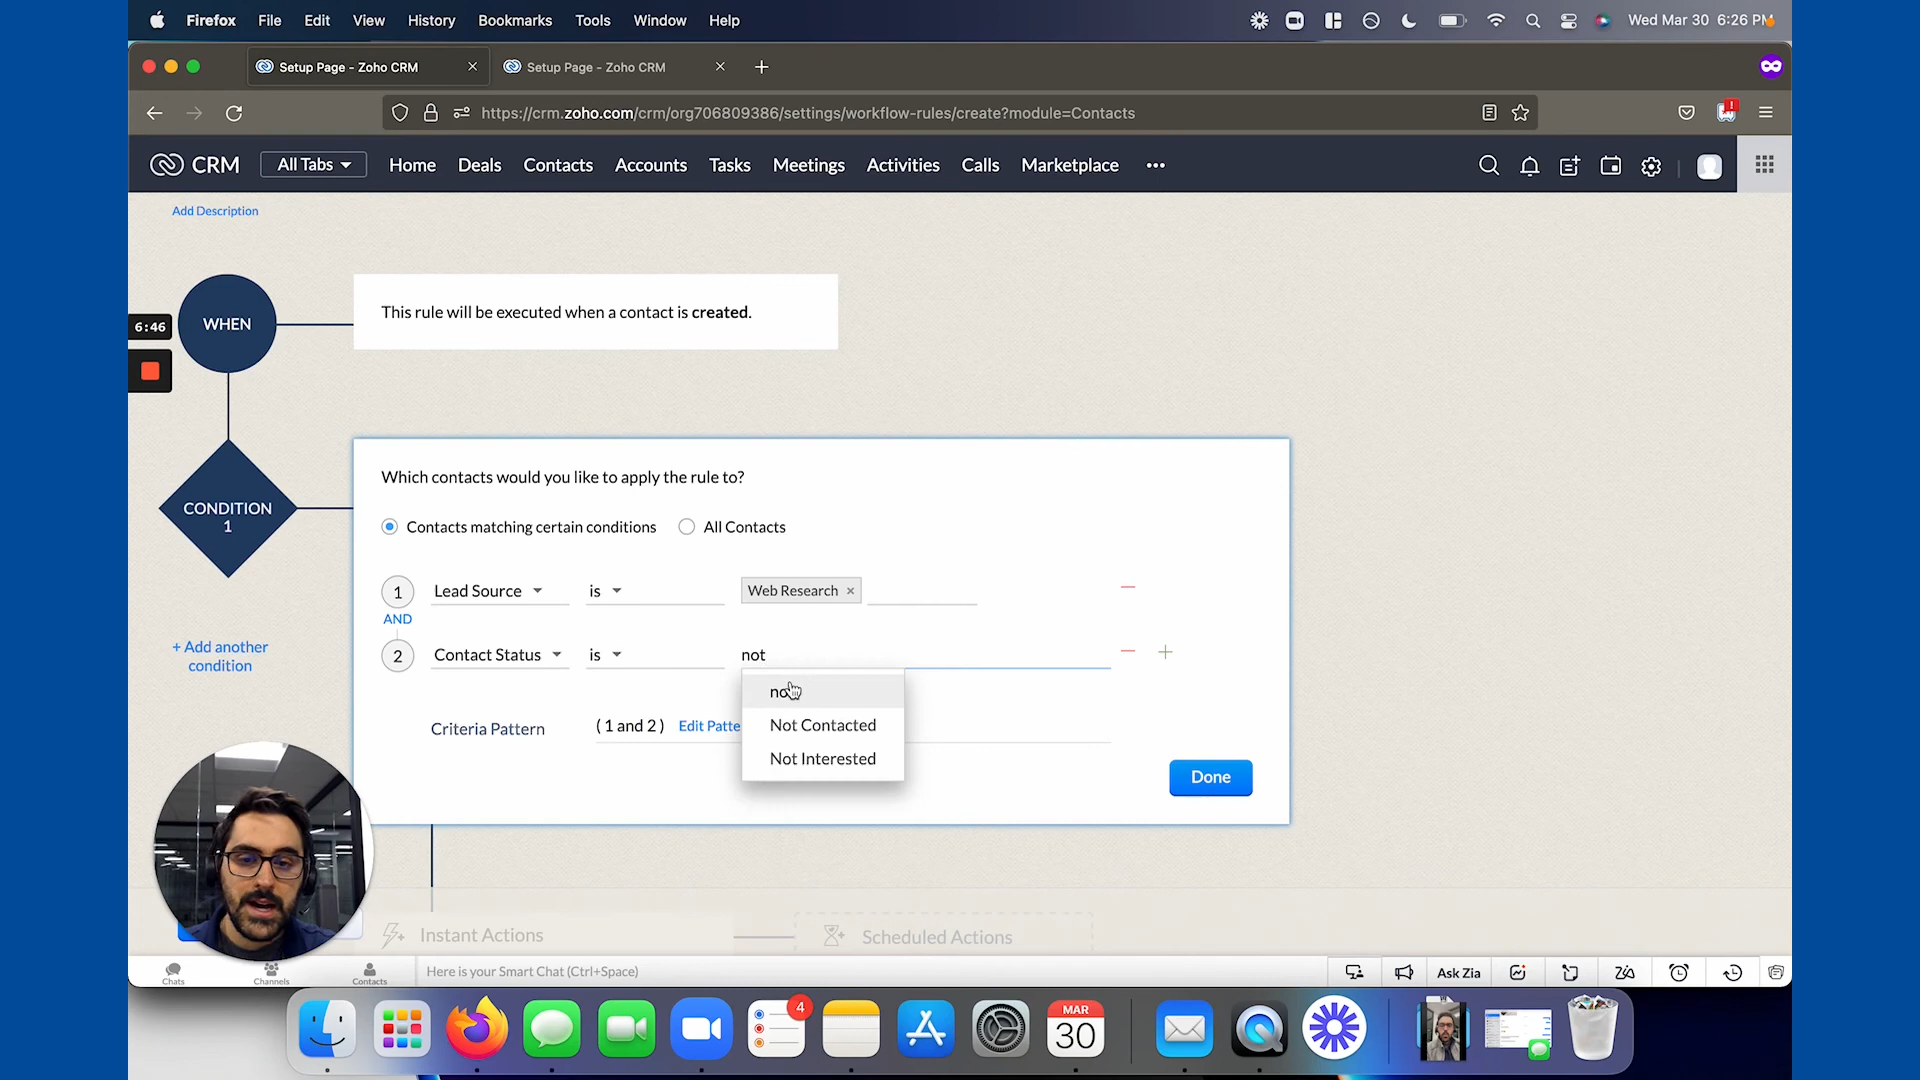 Firefox File Edit View History Bookmarks Tools Window Help Wed Mar 30 6:26 PM
Setup Page - Zoho CRM Setup Page - Zoho CRM
https://crm.zoho.com/crm/org706809386/settings/workflow-rules/create?module=Contacts
CRM All Tabs Home Deals Contacts Accounts Tasks Meetings Activities Calls Marketplace
Add Description
WHEN
This rule will be executed when a contact is created.
6:46
CONDITION
1
Which contacts would you like to apply the rule to?
Contacts matching certain conditions All Contacts
1 Lead Source is Web Research
AND
2 Contact Status is not
+ Add another
condition
not
Criteria Pattern ( 1 and 2 ) Edit Patte
Not Contacted
Not Interested
Done
Instant Actions Scheduled Actions
Chats Channels Contacts
Here is your Smart Chat (Ctrl+Space)
Ask Zia
4
MAR
30